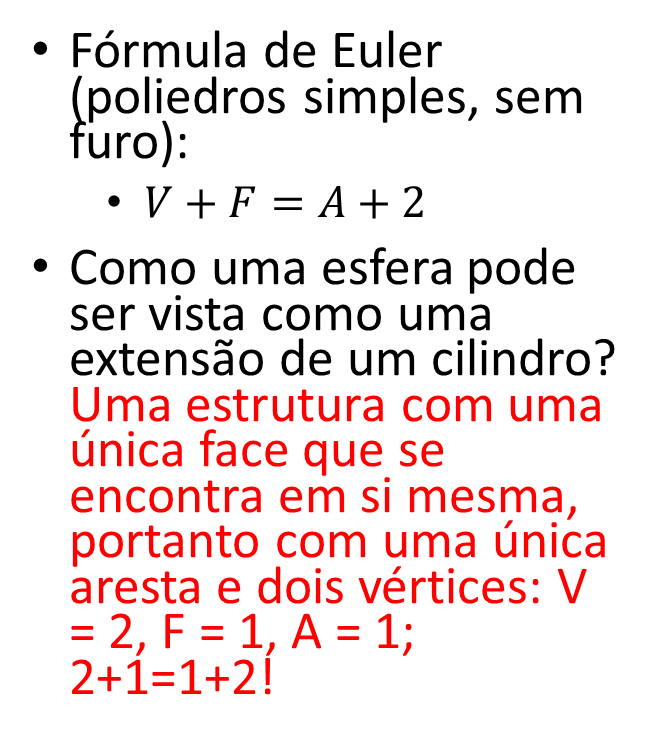 • Fórmula de Euler
(poliedros simples, sem
furo):
• V + F = A + 2
• Como uma esfera pode
ser vista como uma
extensão de um cilindro?
Uma estrutura com uma
única face que se
encontra em si mesma,
portanto com uma única
aresta e dois vértices: V
= 2, F = 1, A = 1;
2+1=1+2!